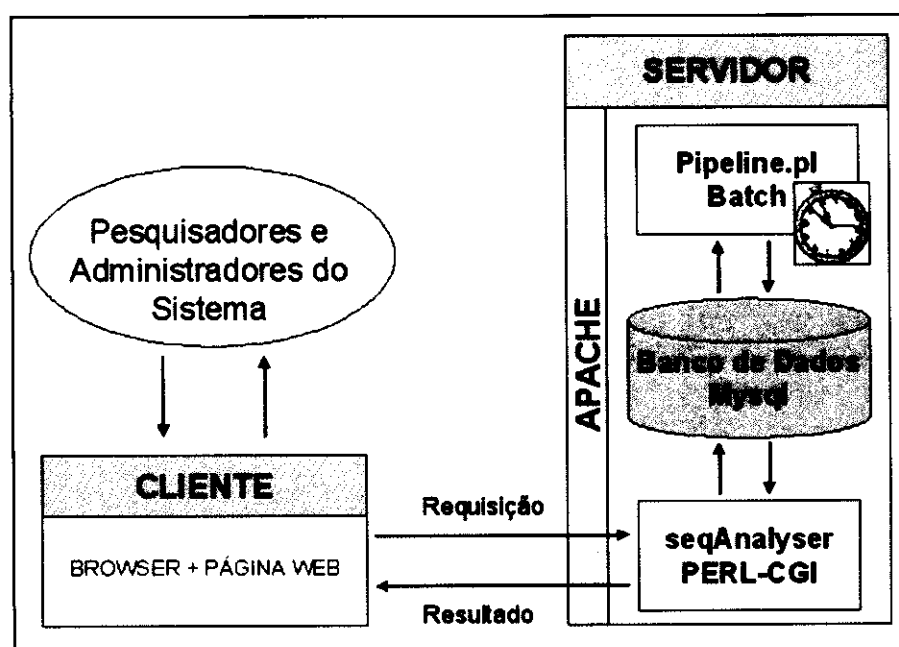 SERVIDOR
Pipeline.pl
Batch
Pesquisadores e
Administradores do
Sistema
APACHE
Banco de Dados
Mysql
CLIENTE
BROWSER + PÁGINA WEB
Requisição
Resultado
seqAnalyser
PERL-CGI